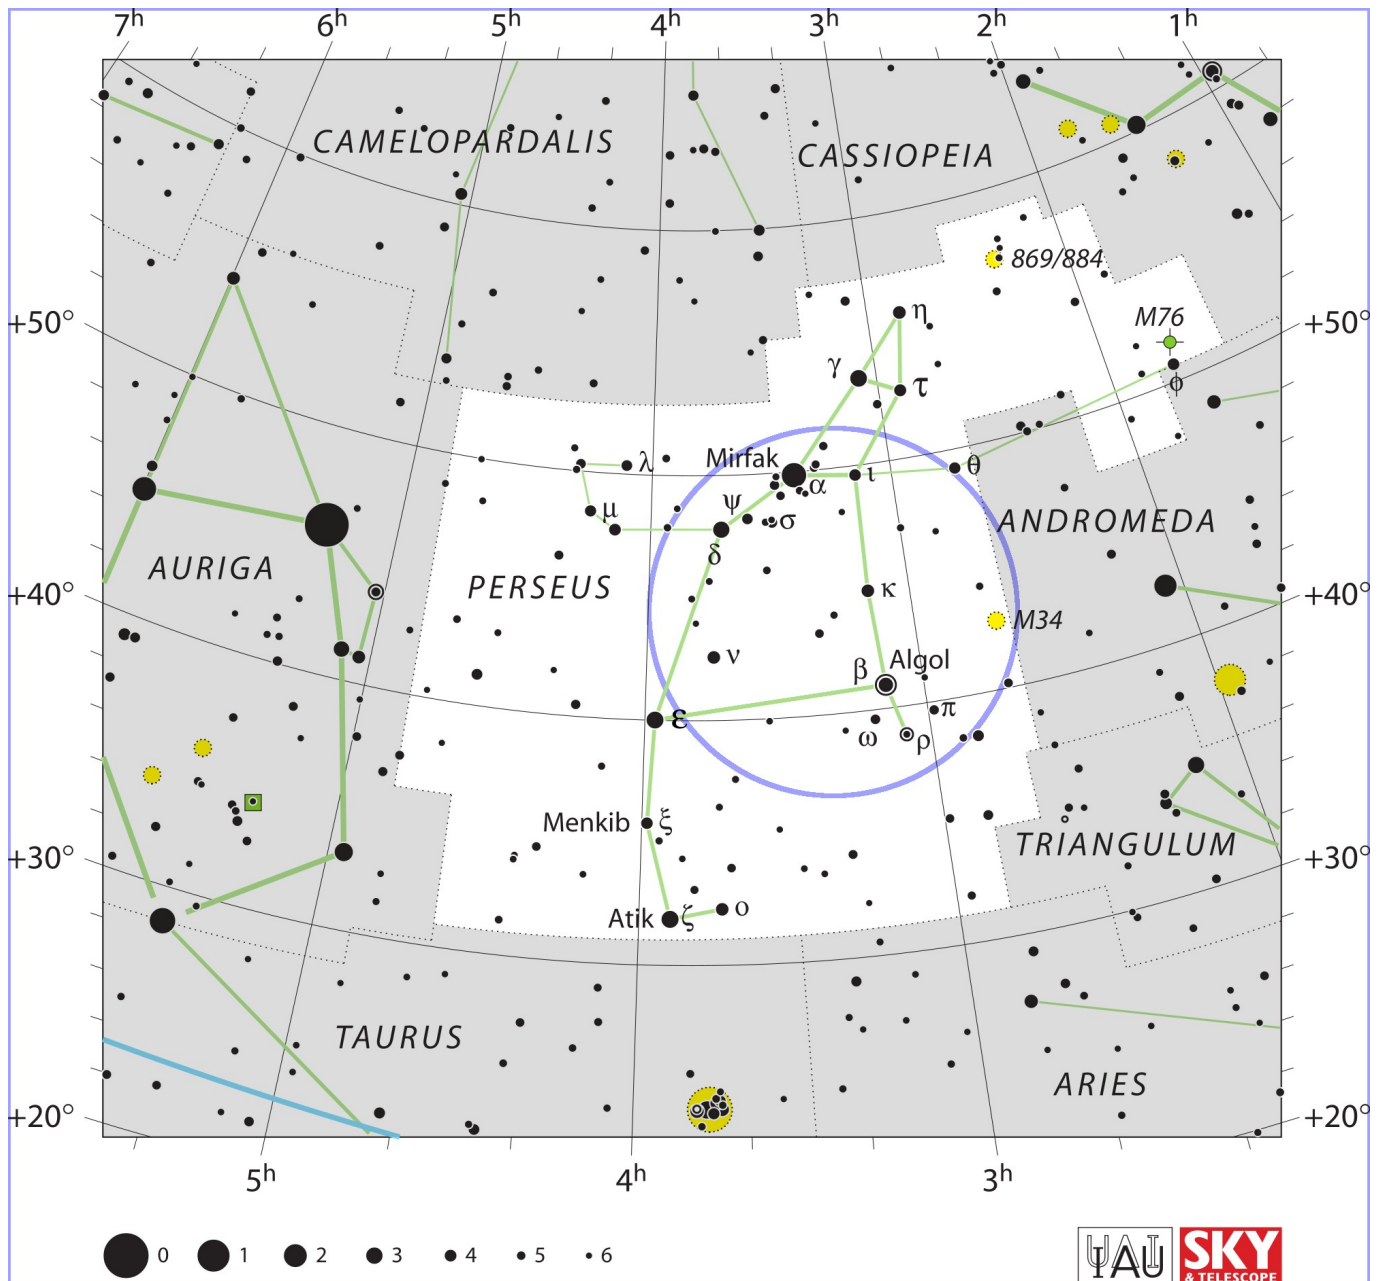 7h 6h 5h 4h 3h 2h 1h
CAMELOPARDALIS
CASSIOPEIA
869/884
M76
+50° +50°
η
γ
τ
ϕ
Mirfak
α
ι
θ
λ
μ
ψ
σ
δ
ANDROMEDA
AURIGA
PERSEUS
κ
+40° +40°
M34
ν
β Algol
ε
π
ω
ρ
Menkib ξ
TRIANGULUM
+30° +30°
Atik ζ
ο
TAURUS
ARIES
+20° +20°
5h 4h 3h
0 1 2 3 4 5 6
IAU
SKY
& TELESCOPE